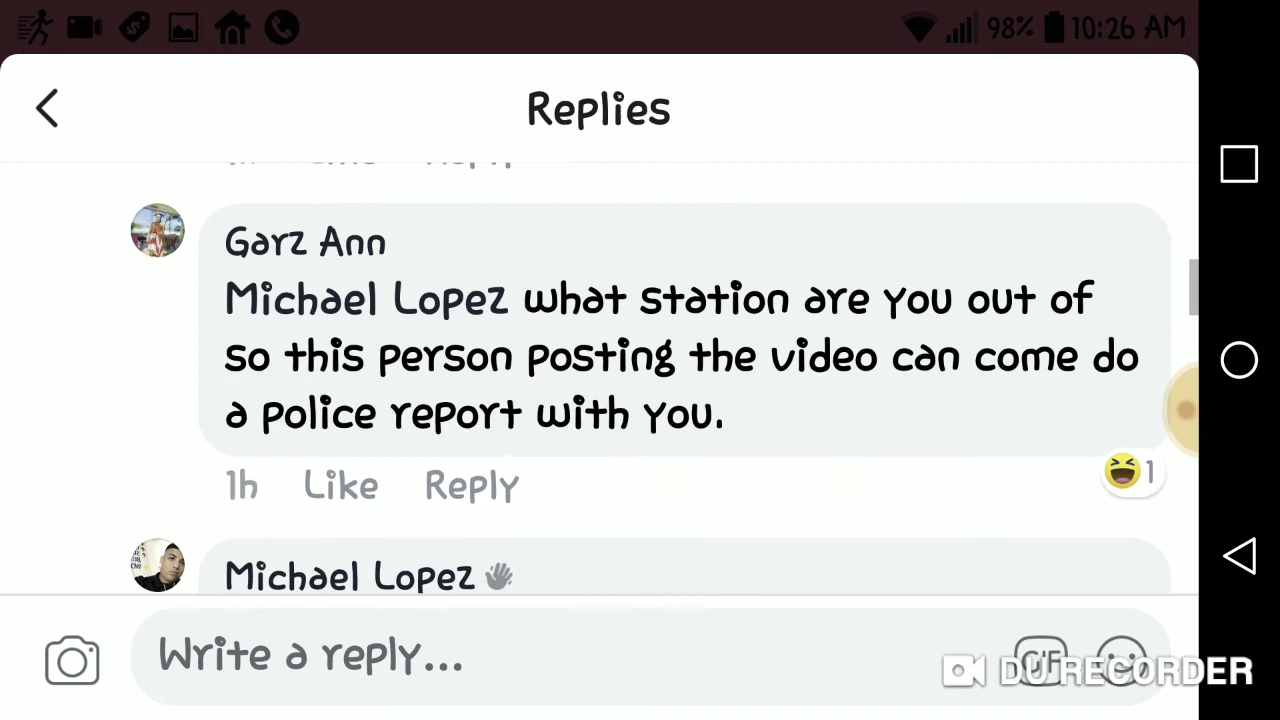 98% 10:26 AM
Replies
Garz Ann
Michael Lopez what station are you out of
so this person posting the video can come do
a police report with you.
1h Like Reply
1
Michael Lopez
Write a reply...
GIF
DU RECORDER